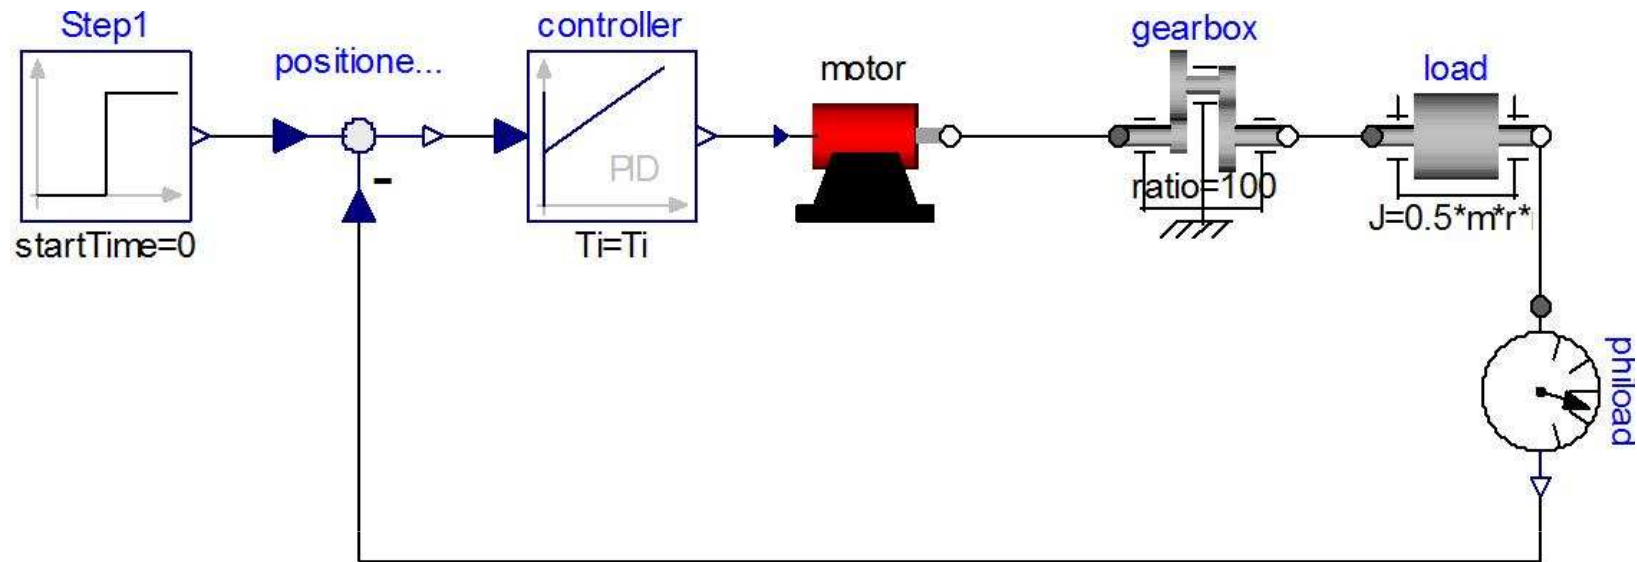 Step1
positione...
controller
motor
gearbox
load
PID
-
ratio=100
startTime=0
Ti=Ti
J=0.5*m*r*
phiload